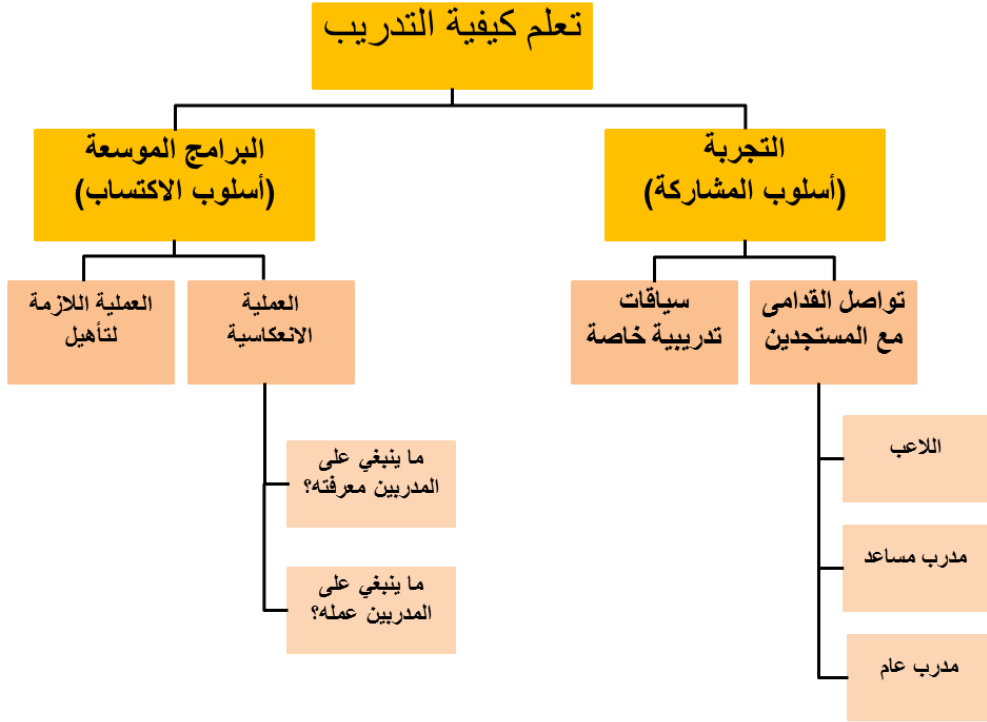 تعلم كيفية التدريب
التجربة
(أسلوب المشاركة)
البرامج الموسعة
(أسلوب الاكتساب)
تواصل القدامى
مع المستجدين
سياقات
تدريبية خاصة
العملية
الانعكاسية
العملية اللازمة
لتأهيل
اللاعب
مدرب مساعد
مدرب عام
ما ينبغي على
المدربين معرفته؟
ما ينبغي على
المدربين عمله؟